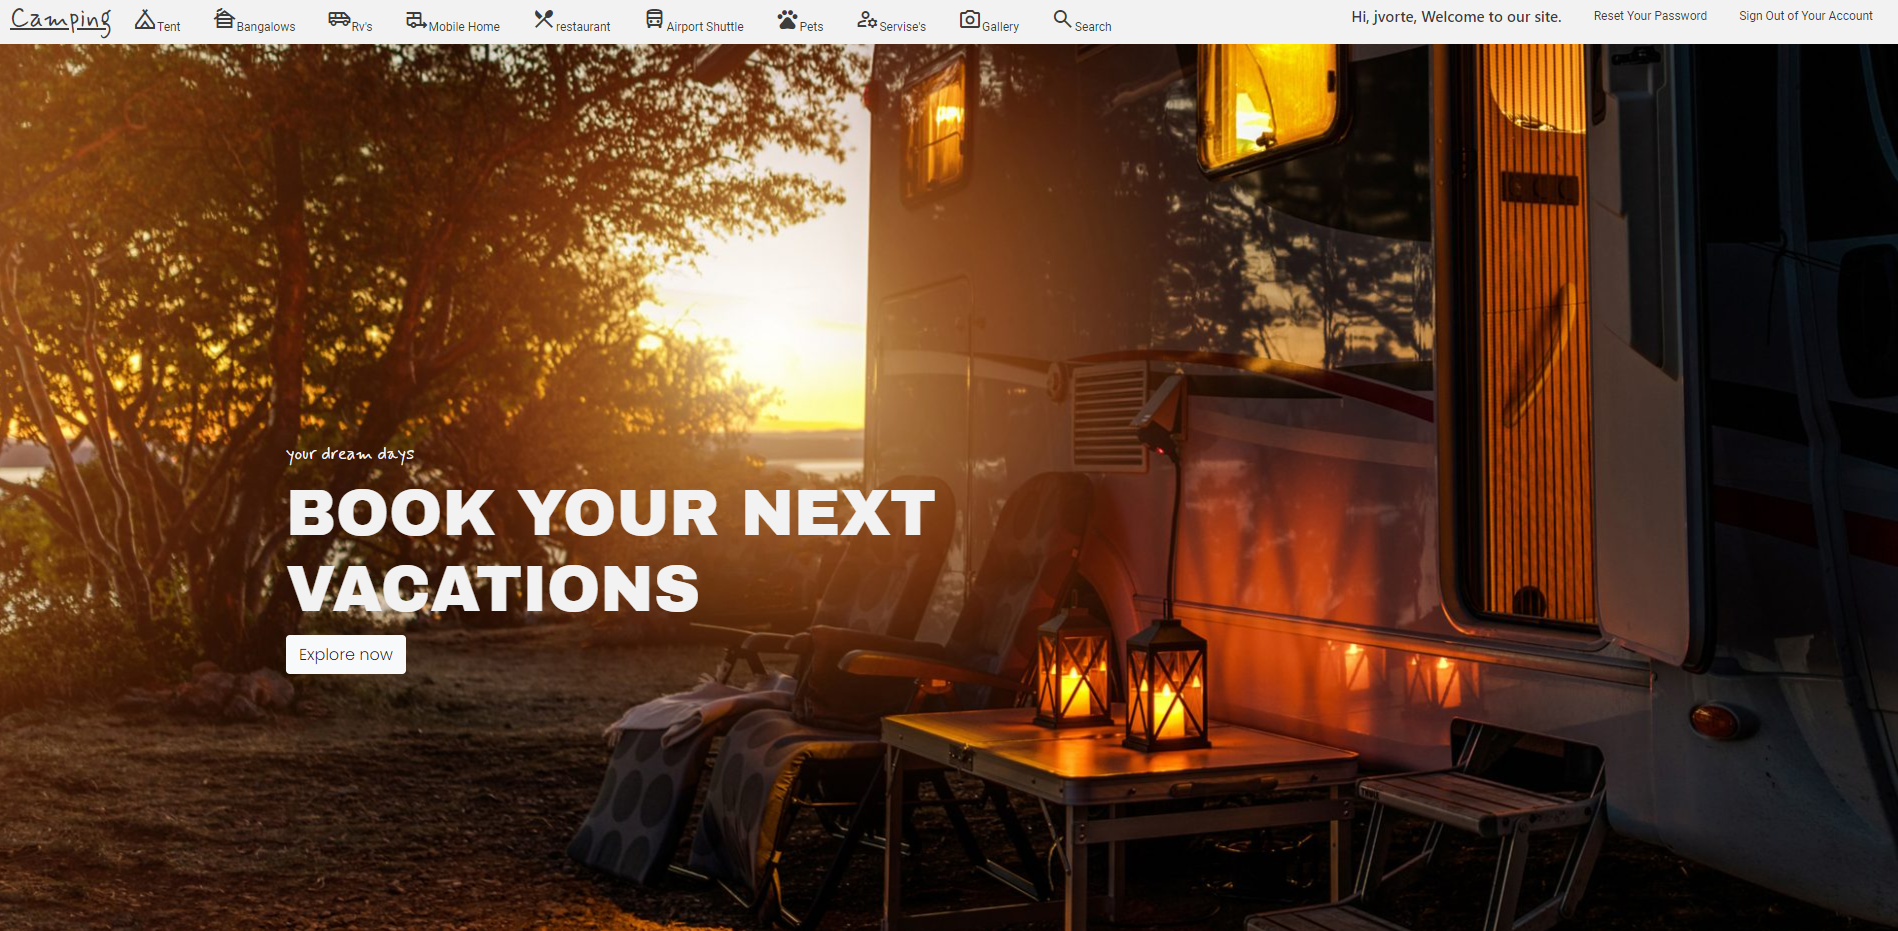 Camping Tent Bangalows Rv's Mobile Home restaurant Airport Shuttle Pets Servise's Gallery Search Hi, jvorte, Welcome to our site. Reset Your Password Sign Out of Your Account
your dream days
BOOK YOUR NEXT
VACATIONS
Explore now